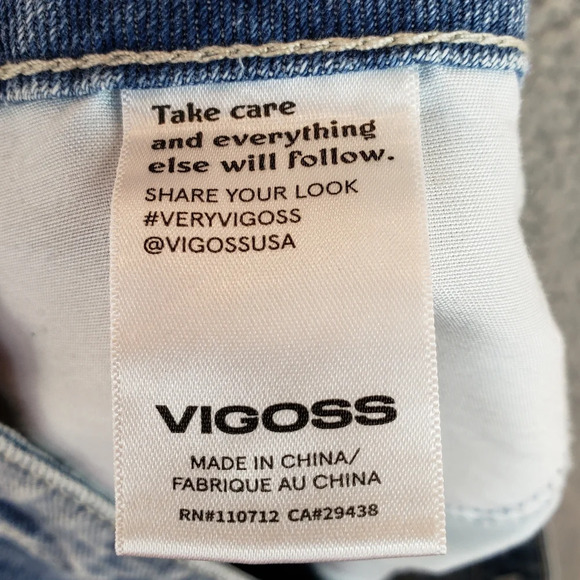 Take care
and everything
else will follow.
SHARE YOUR LOOK
#VERYVIGOSS
@VIGOSSUSA
VIGOSS
MADE IN CHINA/
FABRIQUE AU CHINA
RN#110712 CA#29438